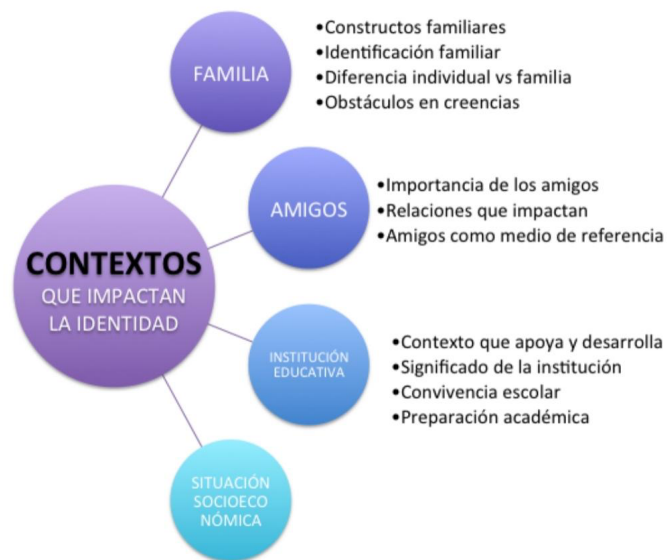 FAMILIA
•Constructos familiares
•Identificación familiar
•Diferencia individual vs familia
•Obstáculos en creencias
AMIGOS
•Importancia de los amigos
•Relaciones que impactan
•Amigos como medio de referencia
CONTEXTOS
QUE IMPACTAN
LA IDENTIDAD
INSTITUCIÓN
EDUCATIVA
•Contexto que apoya y desarrolla
•Significado de la institución
•Convivencia escolar
•Preparación académica
SITUACIÓN
SOCIOECO
NÓMICA